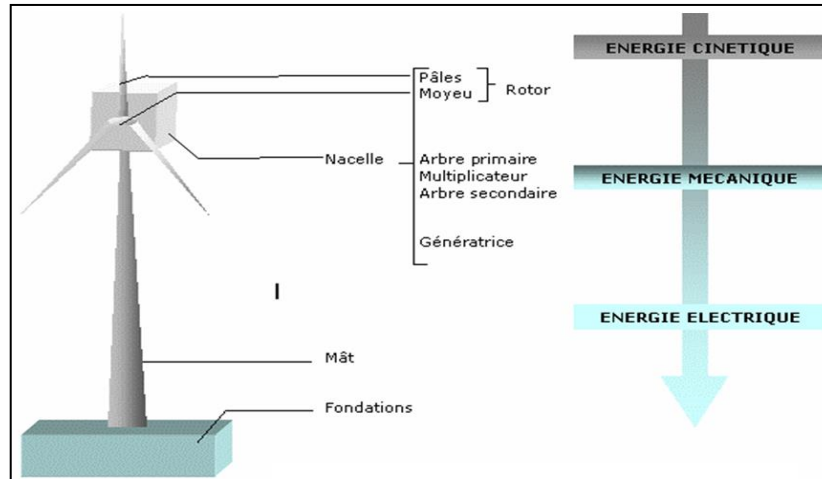 Pâles
Moyeu
Rotor
Nacelle
Arbre primaire
Multiplicateur
Arbre secondaire
Génératrice
Mât
Fondations
ENERGIE CINETIQUE
ENERGIE MECANIQUE
ENERGIE ELECTRIQUE